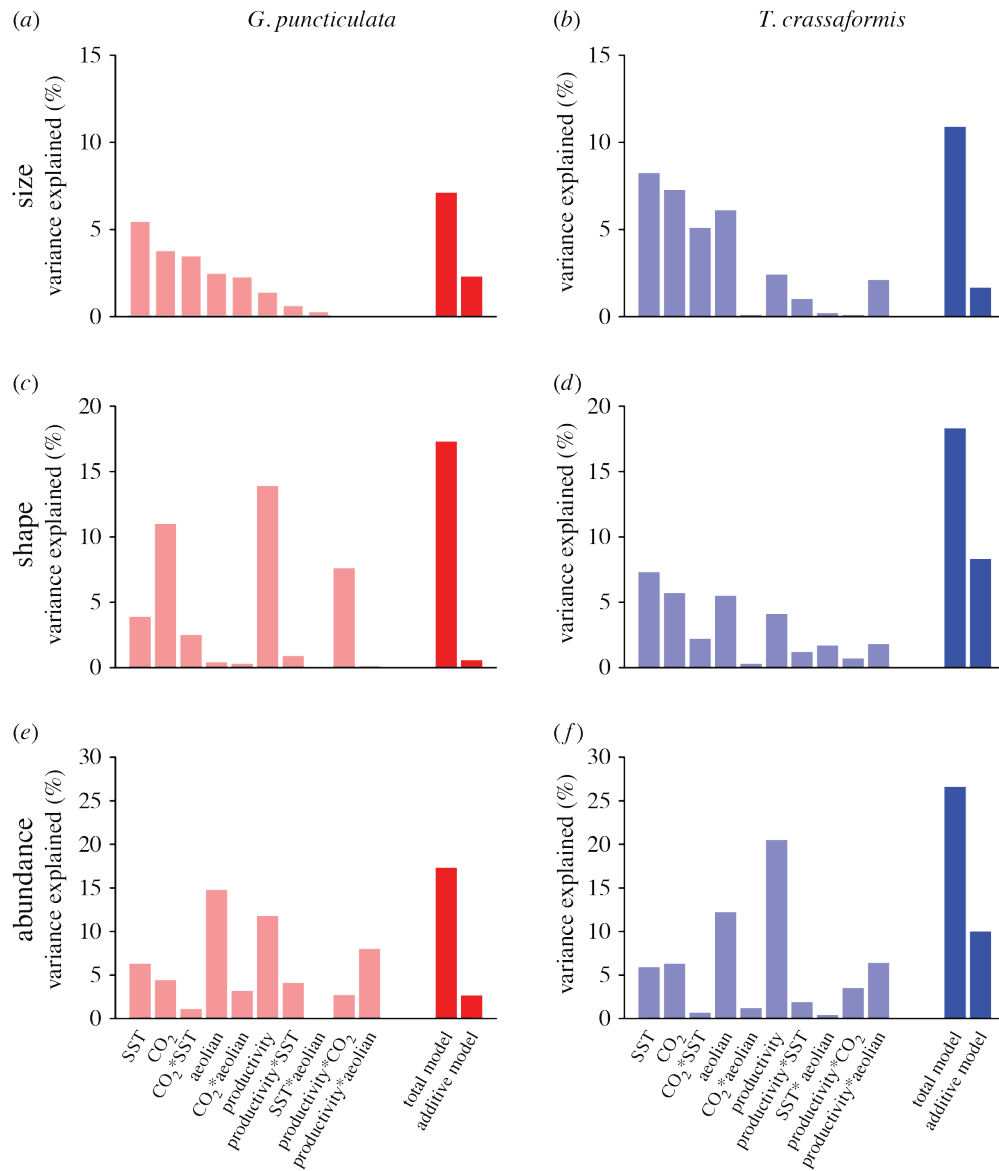 (a) G. puncticulata
(b) T. crassaformis
size
variance explained (%)
15
10
5
0
variance explained (%)
15
10
5
0
(c)
(d)
shape
variance explained (%)
20
15
10
5
0
variance explained (%)
20
15
10
5
0
(e)
(f)
abundance
variance explained (%)
30
25
20
15
10
5
0
variance explained (%)
30
25
20
15
10
5
0
SST
CO2
CO2*SST
aeolian
CO2*aeolian
productivity
productivity*SST
SST*aeolian
productivity*CO2
productivity*aeolian
total model
additive model
SST
CO2
CO2*SST
aeolian
CO2*aeolian
productivity
productivity*SST
SST* aeolian
productivity*CO2
productivity*aeolian
total model
additive model